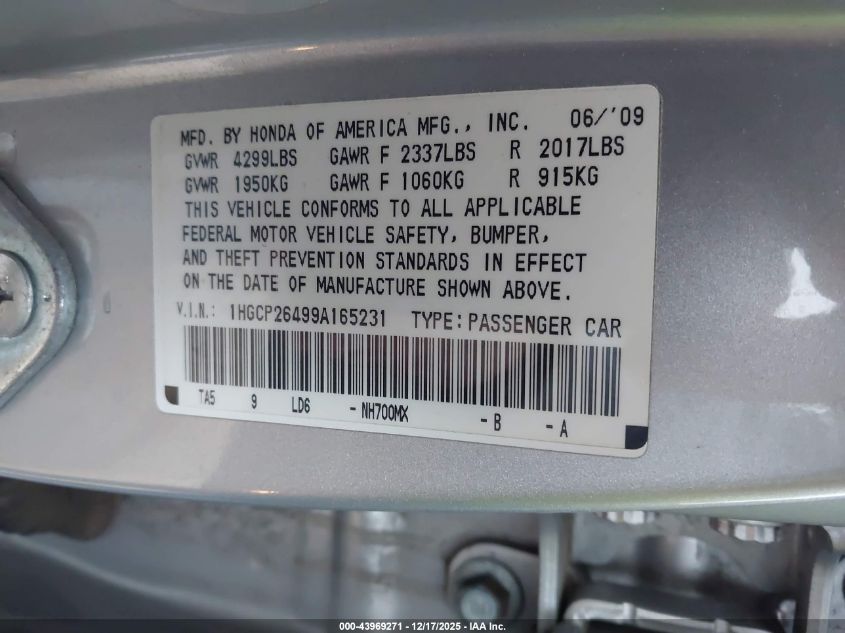 MFD. BY HONDA OF AMERICA MFG., INC. 06/'09
GVWR 4299LBS GAWR F 2337LBS R 2017LBS
GVWR 1950KG GAWR F 1060KG R 915KG
THIS VEHICLE CONFORMS TO ALL APPLICABLE
FEDERAL MOTOR VEHICLE SAFETY, BUMPER,
AND THEFT PREVENTION STANDARDS IN EFFECT
ON THE DATE OF MANUFACTURE SHOWN ABOVE.
V.I.N.: 1HGCP26499A165231 TYPE:PASSENGER CAR
TA5 9 LD6 -NH700MX -B -A
000-43969271 - 12/17/2025 - IAA Inc.